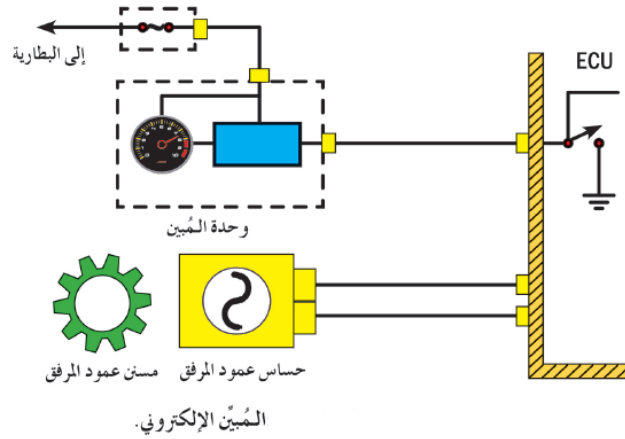 إلى البطارية
ECU
وحدة المُبين
حساس عمود المرفق
مسنن عمود المرفق
المُبيِّن الإلكتروني.